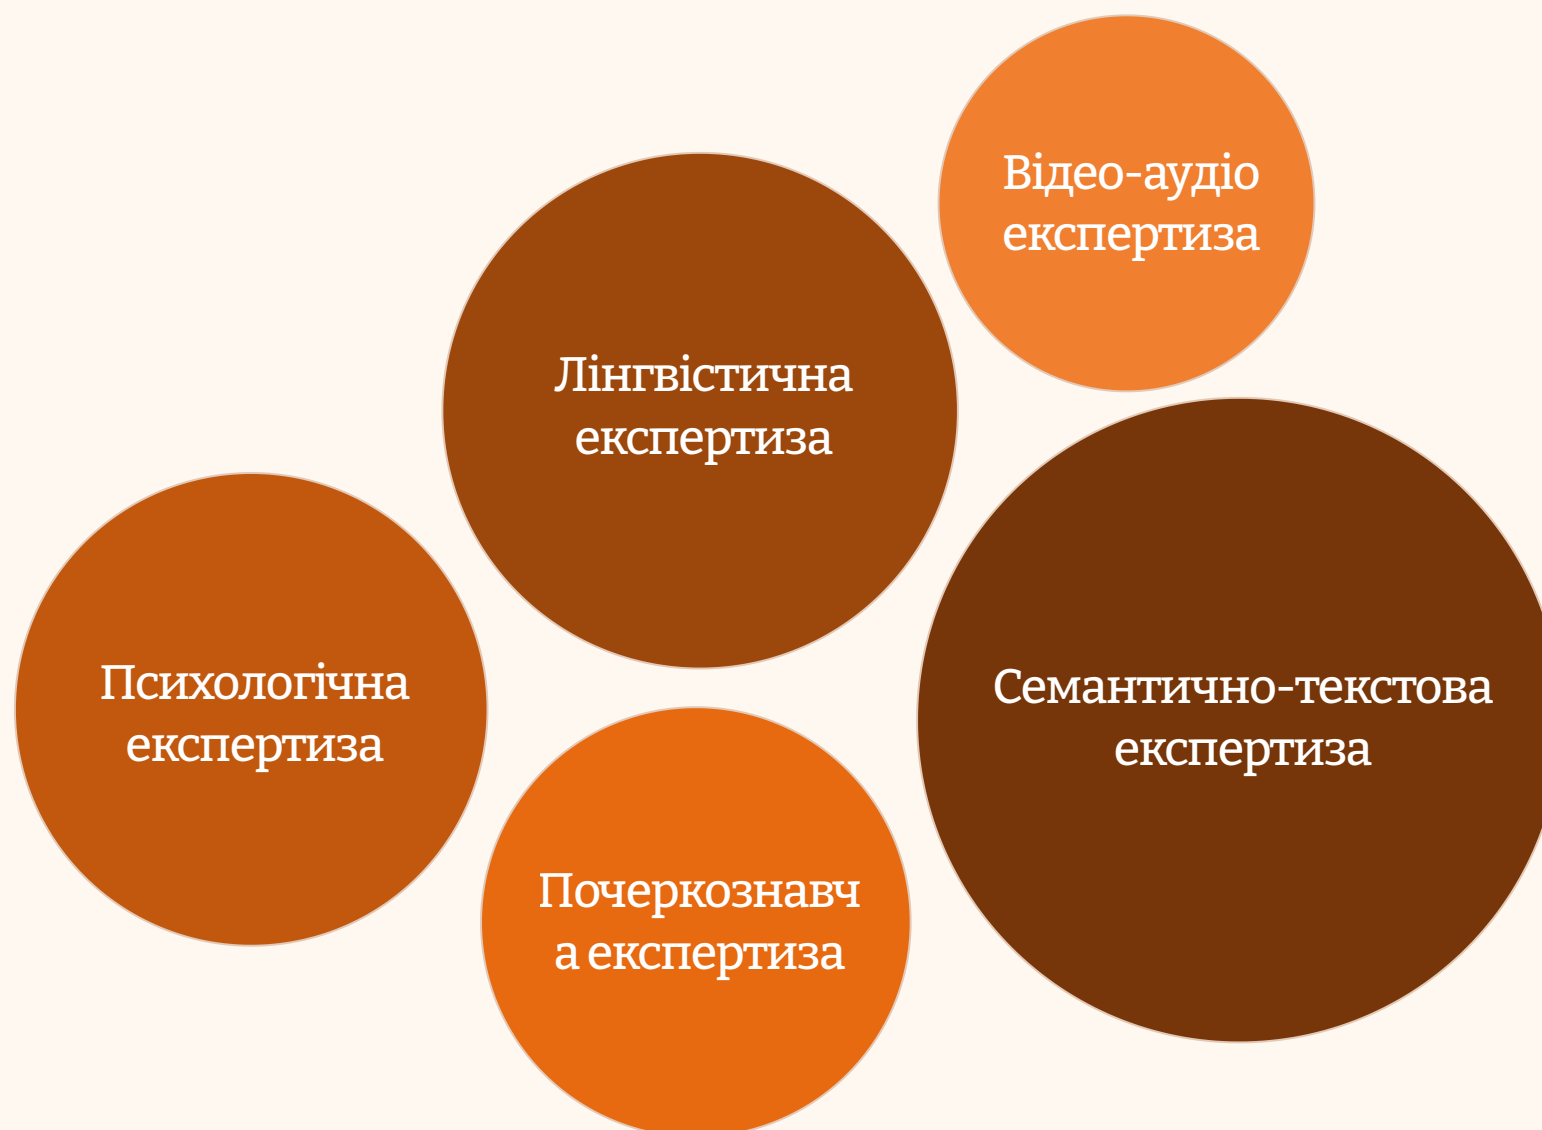 Відео-аудіо
експертиза
Лінгвістична
експертиза
Психологічна
експертиза
Семантично-текстова
експертиза
Почеркознавч
а експертиза